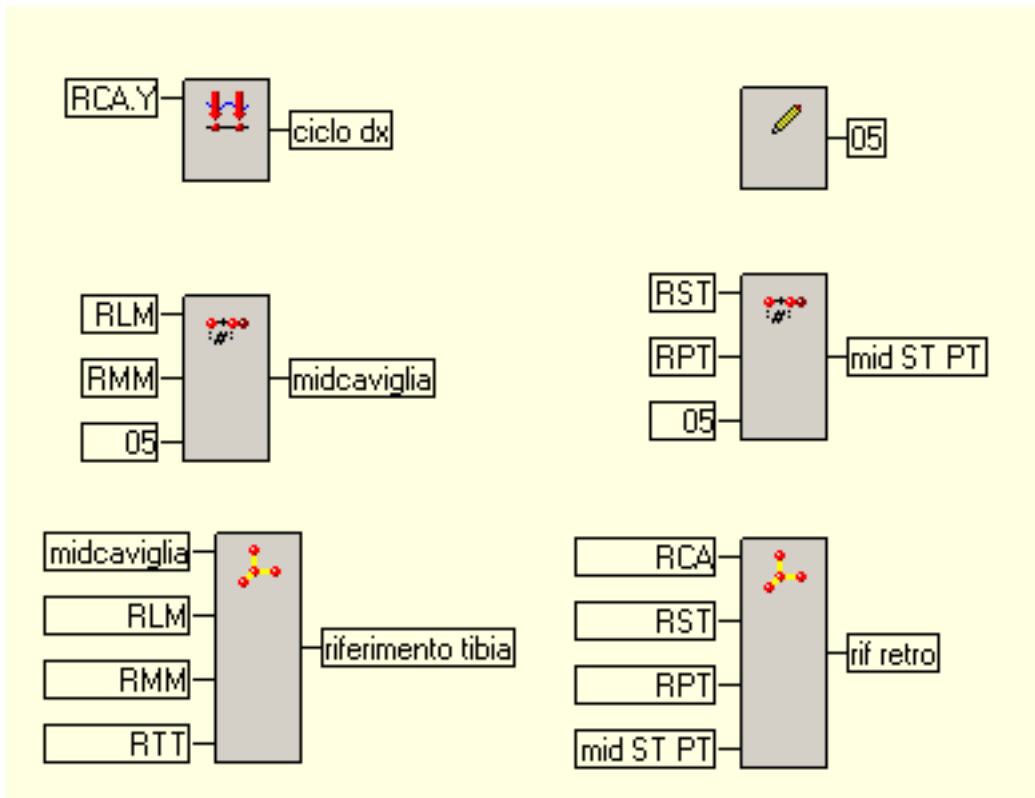 RCA.Y
ciclo dx
05
RLM
RMM
05
midcaviglia
RST
RPT
05
mid ST PT
midcaviglia
RLM
RMM
RTT
riferimento tibia
RCA
RST
RPT
mid ST PT
rif retro